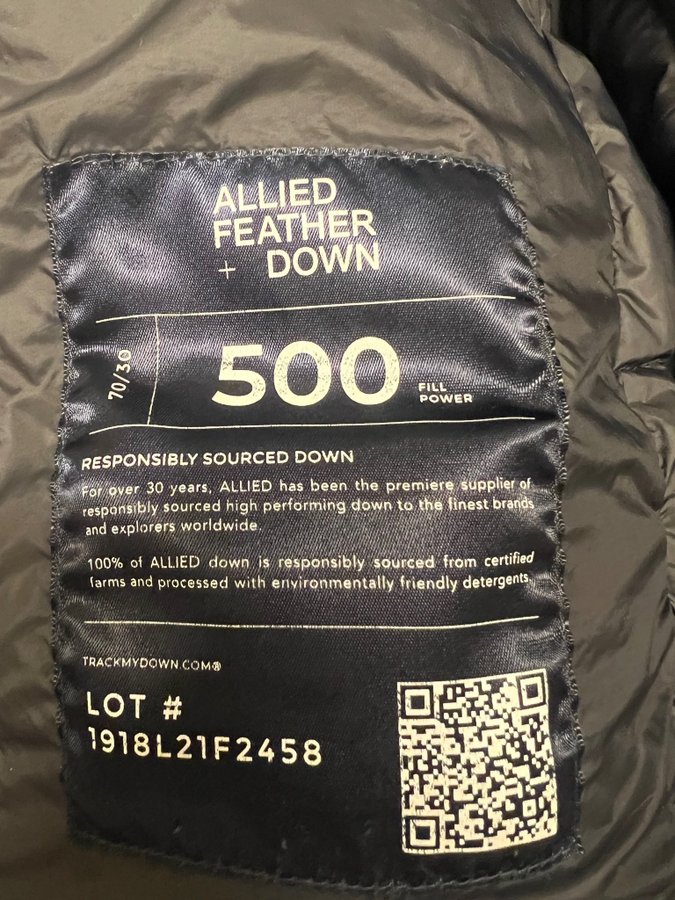 ALLIED
FEATHER
+ DOWN
70/30
500
FILL
POWER
RESPONSIBLY SOURCED DOWN
For over 30 years, ALLIED has been the premiere supplier of
responsibly sourced high performing down to the finest brands
and explorers worldwide.
100% of ALLIED down is responsibly sourced from certified
farms and processed with environmentally friendly detergents.
TRACKMYDOWN.COM®
LOT #
1918L21F2458